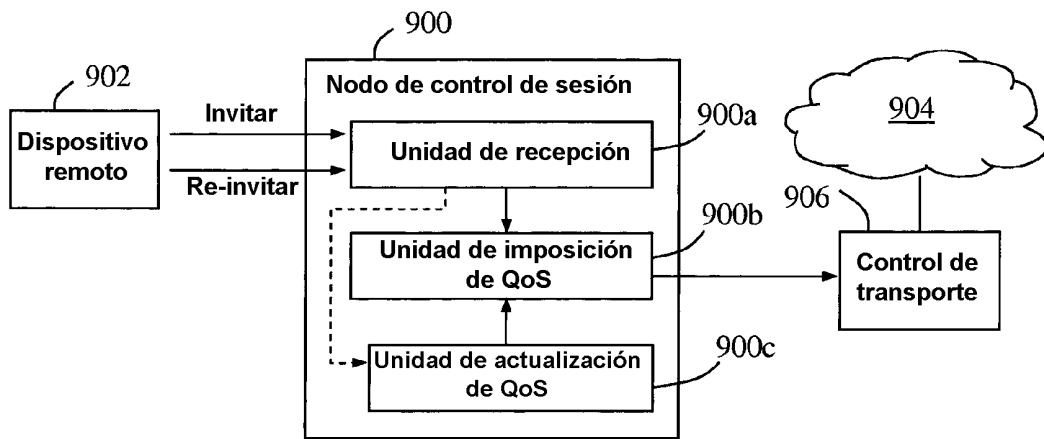 900
902
Nodo de control de sesión
Dispositivo
remoto
Invitar
Re-invitar
900a
Unidad de recepción
904
900b
Unidad de imposición
de QoS
906
Control de
transporte
Unidad de actualización
de QoS
900c